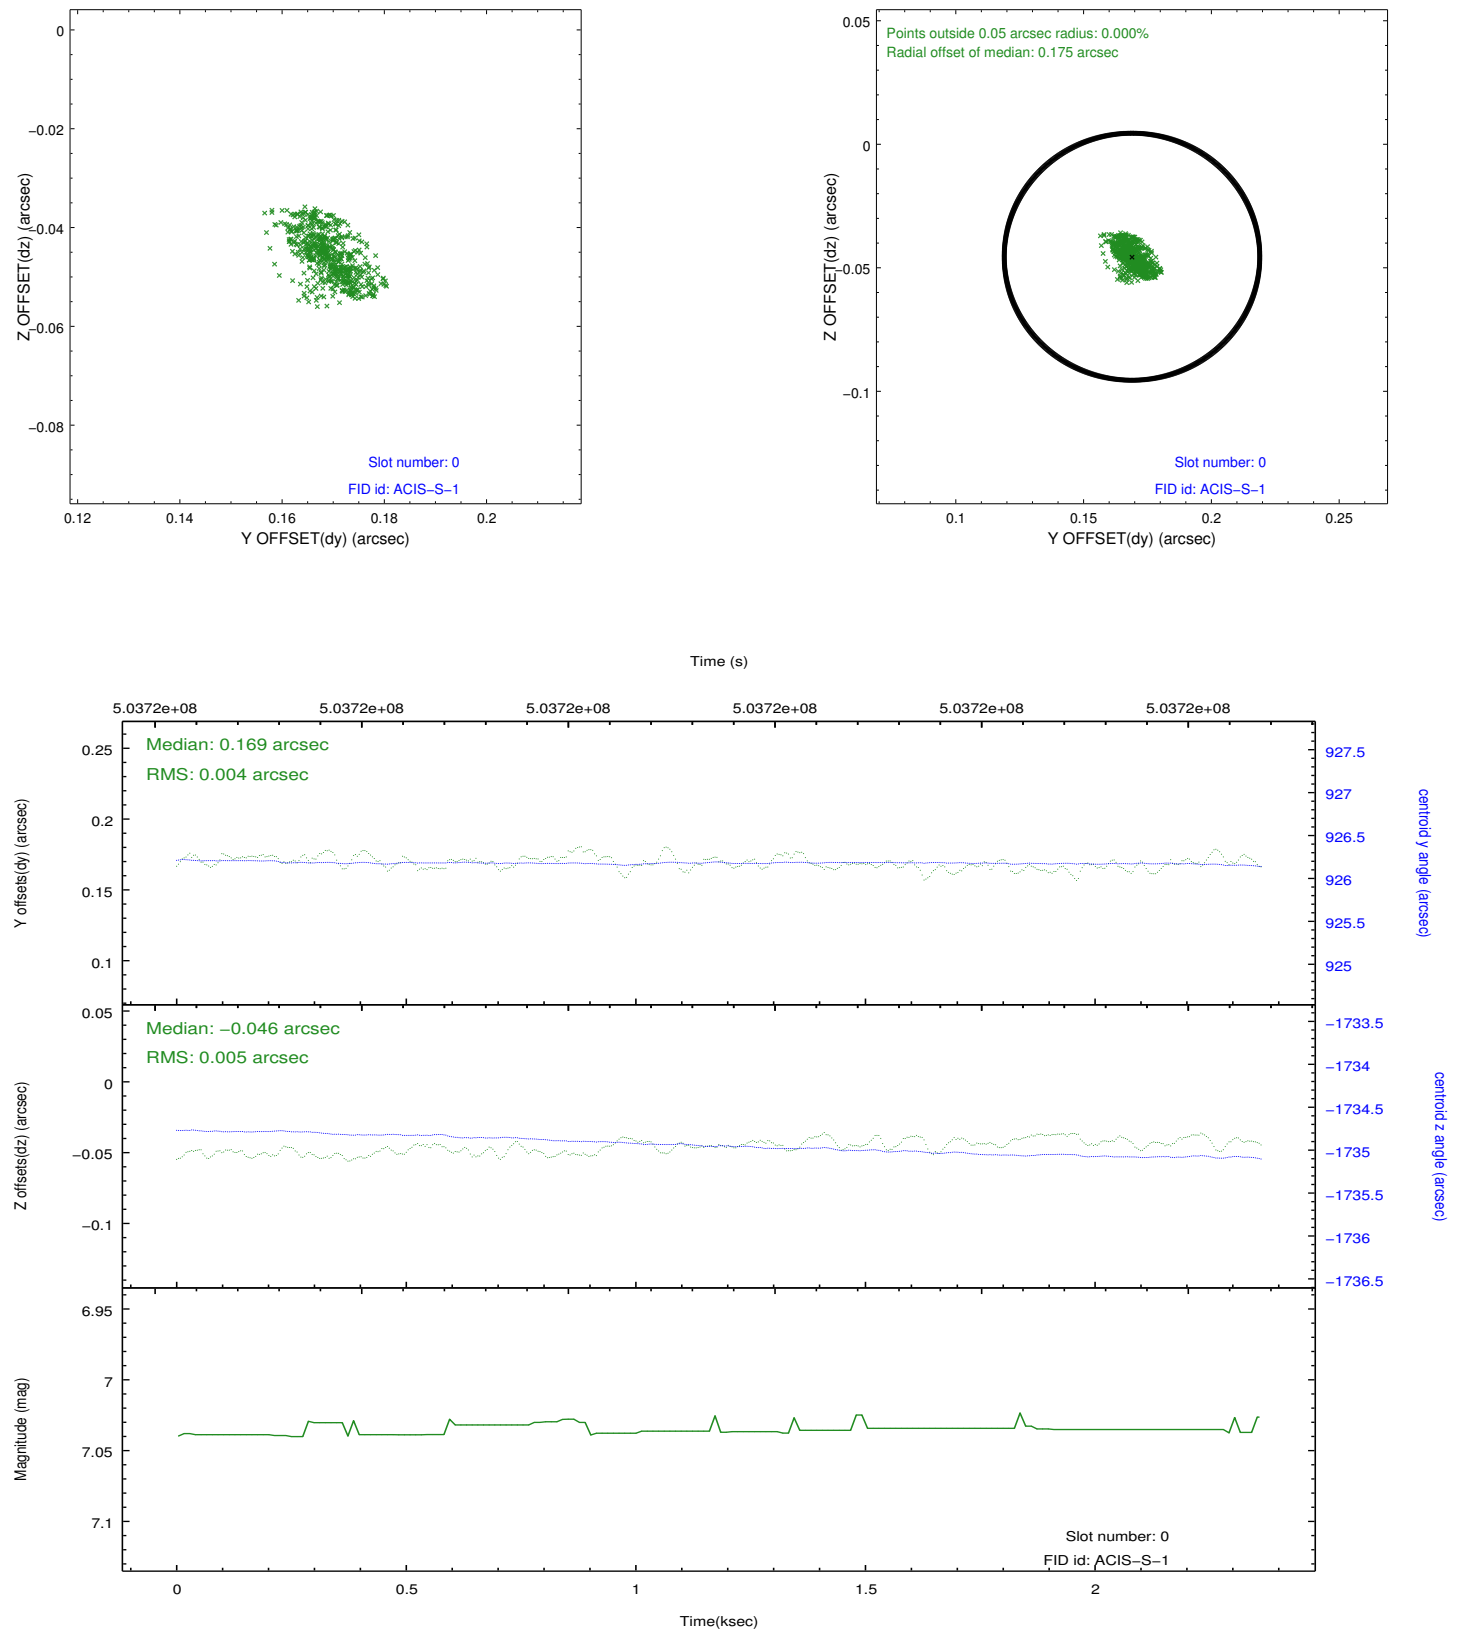 0
−0.02
−0.04
−0.06
−0.08
Z OFFSET(dz) (arcsec)
Slot number: 0
FID id: ACIS−S−1
0.12
0.14
0.16
0.18
0.2
Y OFFSET(dy) (arcsec)
Points outside 0.05 arcsec radius: 0.000%
Radial offset of median: 0.175 arcsec
0.05
0
−0.05
−0.1
Z OFFSET(dz) (arcsec)
Slot number: 0
FID id: ACIS−S−1
0.1
0.15
0.2
0.25
Y OFFSET(dy) (arcsec)
Time (s)
5.0372e+08
5.0372e+08
5.0372e+08
5.0372e+08
5.0372e+08
5.0372e+08
Median: 0.169 arcsec
RMS: 0.004 arcsec
0.25
0.2
0.15
0.1
Y offsets(dy) (arcsec)
927.5
927
926.5
926
925.5
925
centroid y angle (arcsec)
Median: −0.046 arcsec
RMS: 0.005 arcsec
0.05
0
−0.05
−0.1
Z offsets(dz) (arcsec)
−1733.5
−1734
−1734.5
−1735
−1735.5
−1736
−1736.5
centroid z angle (arcsec)
6.95
7
7.05
7.1
Magnitude (mag)
Slot number: 0
FID id: ACIS−S−1
0
0.5
1
1.5
2
Time(ksec)